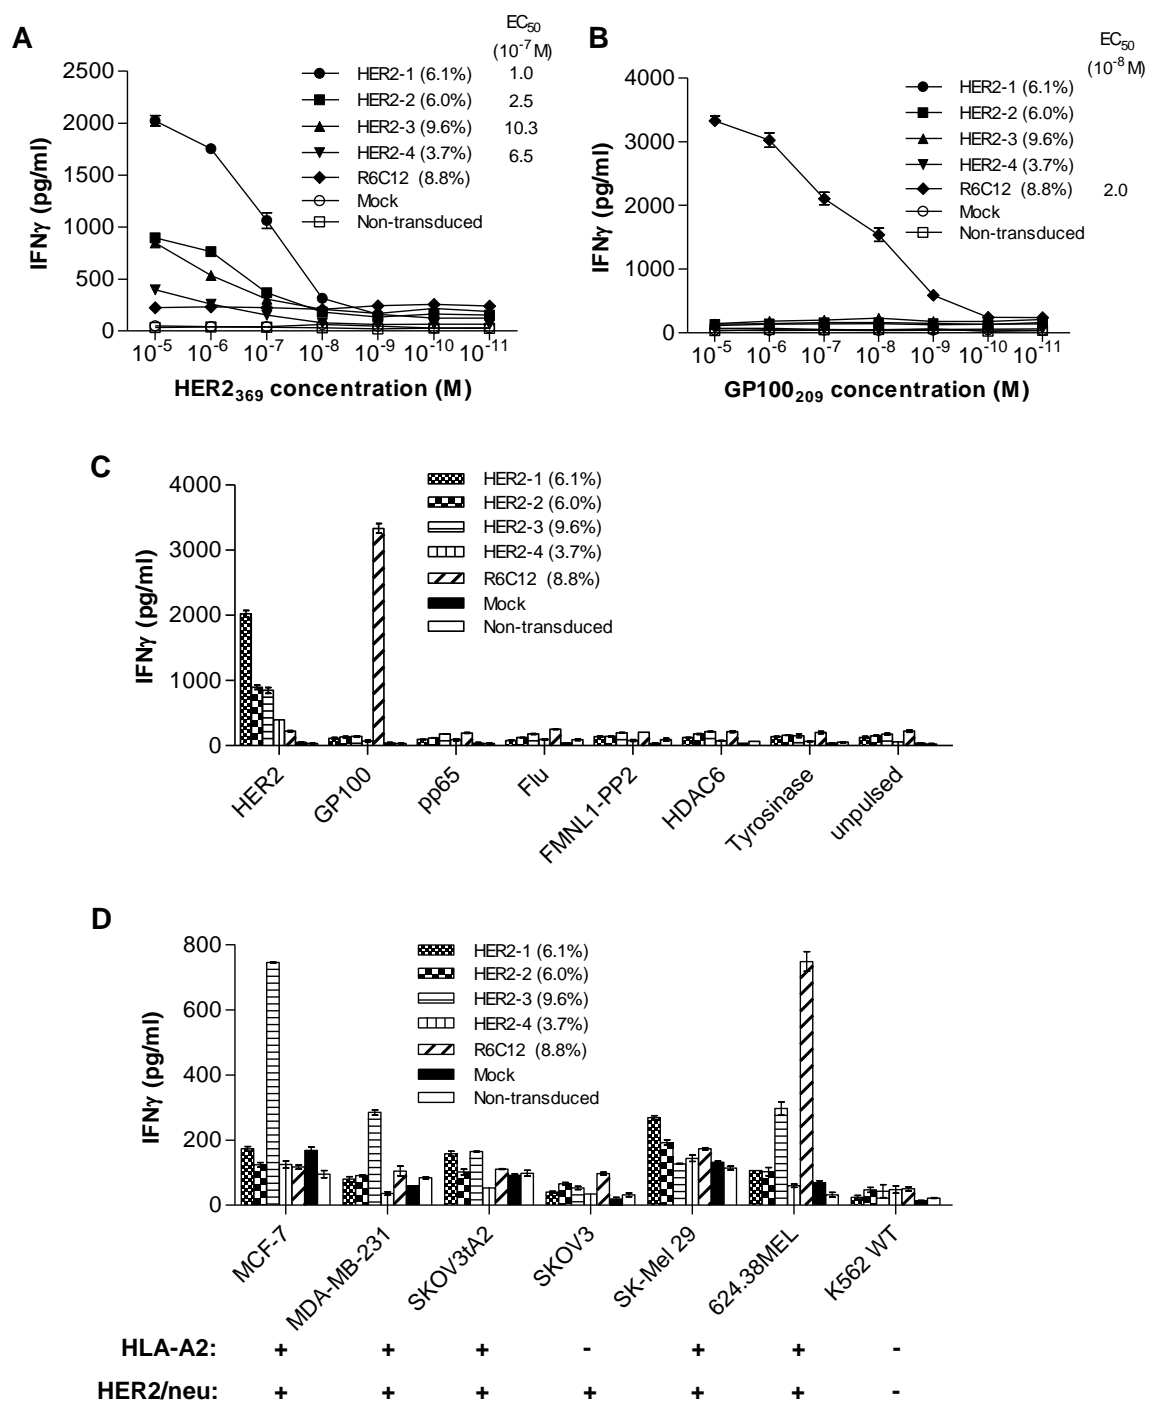 A
EC50
(10-7M)
HER2-1 (6.1%) 1.0
HER2-2 (6.0%) 2.5
HER2-3 (9.6%) 10.3
HER2-4 (3.7%) 6.5
R6C12 (8.8%)
Mock
Non-transduced
2500
2000
1500
1000
500
0
IFNγ (pg/ml)
10-5 10-6 10-7 10-8 10-9 10-10 10-11
HER2369 concentration (M)
B
EC50
(10-8M)
HER2-1 (6.1%)
HER2-2 (6.0%)
HER2-3 (9.6%)
HER2-4 (3.7%)
R6C12 (8.8%) 2.0
Mock
Non-transduced
4000
3000
2000
1000
0
IFNγ (pg/ml)
10-5 10-6 10-7 10-8 10-9 10-10 10-11
GP100209 concentration (M)
C
HER2-1 (6.1%)
HER2-2 (6.0%)
HER2-3 (9.6%)
HER2-4 (3.7%)
R6C12 (8.8%)
Mock
Non-transduced
4000
3000
2000
1000
0
IFNγ (pg/ml)
HER2 GP100 pp65 Flu FMNL1-PP2 HDAC6 Tyrosinase unpulsed
D
HER2-1 (6.1%)
HER2-2 (6.0%)
HER2-3 (9.6%)
HER2-4 (3.7%)
R6C12 (8.8%)
Mock
Non-transduced
800
600
400
200
0
IFNγ (pg/ml)
MCF-7 MDA-MB-231 SKOV3tA2 SKOV3 SK-Mel 29 624.38MEL K562 WT
HLA-A2: + + + - + + -
HER2/neu: + + + + + + -